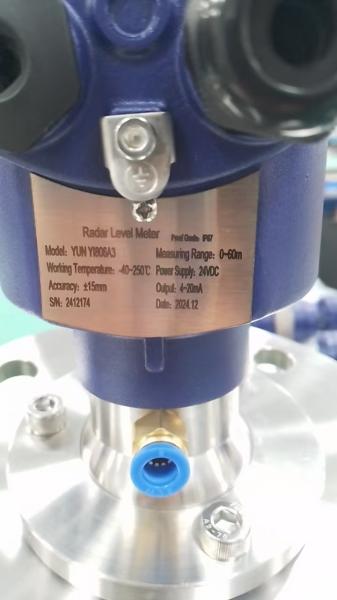 Radar Level Meter Proof Grade: IP67
Model: YUN YI806A3 Measuring Range: 0~60m
Working Temperature: -40~250℃ Power Supply: 24VDC
Accuracy: ±15mm Output: 4~20mA
S/N: 2412174 Date: 2024.12